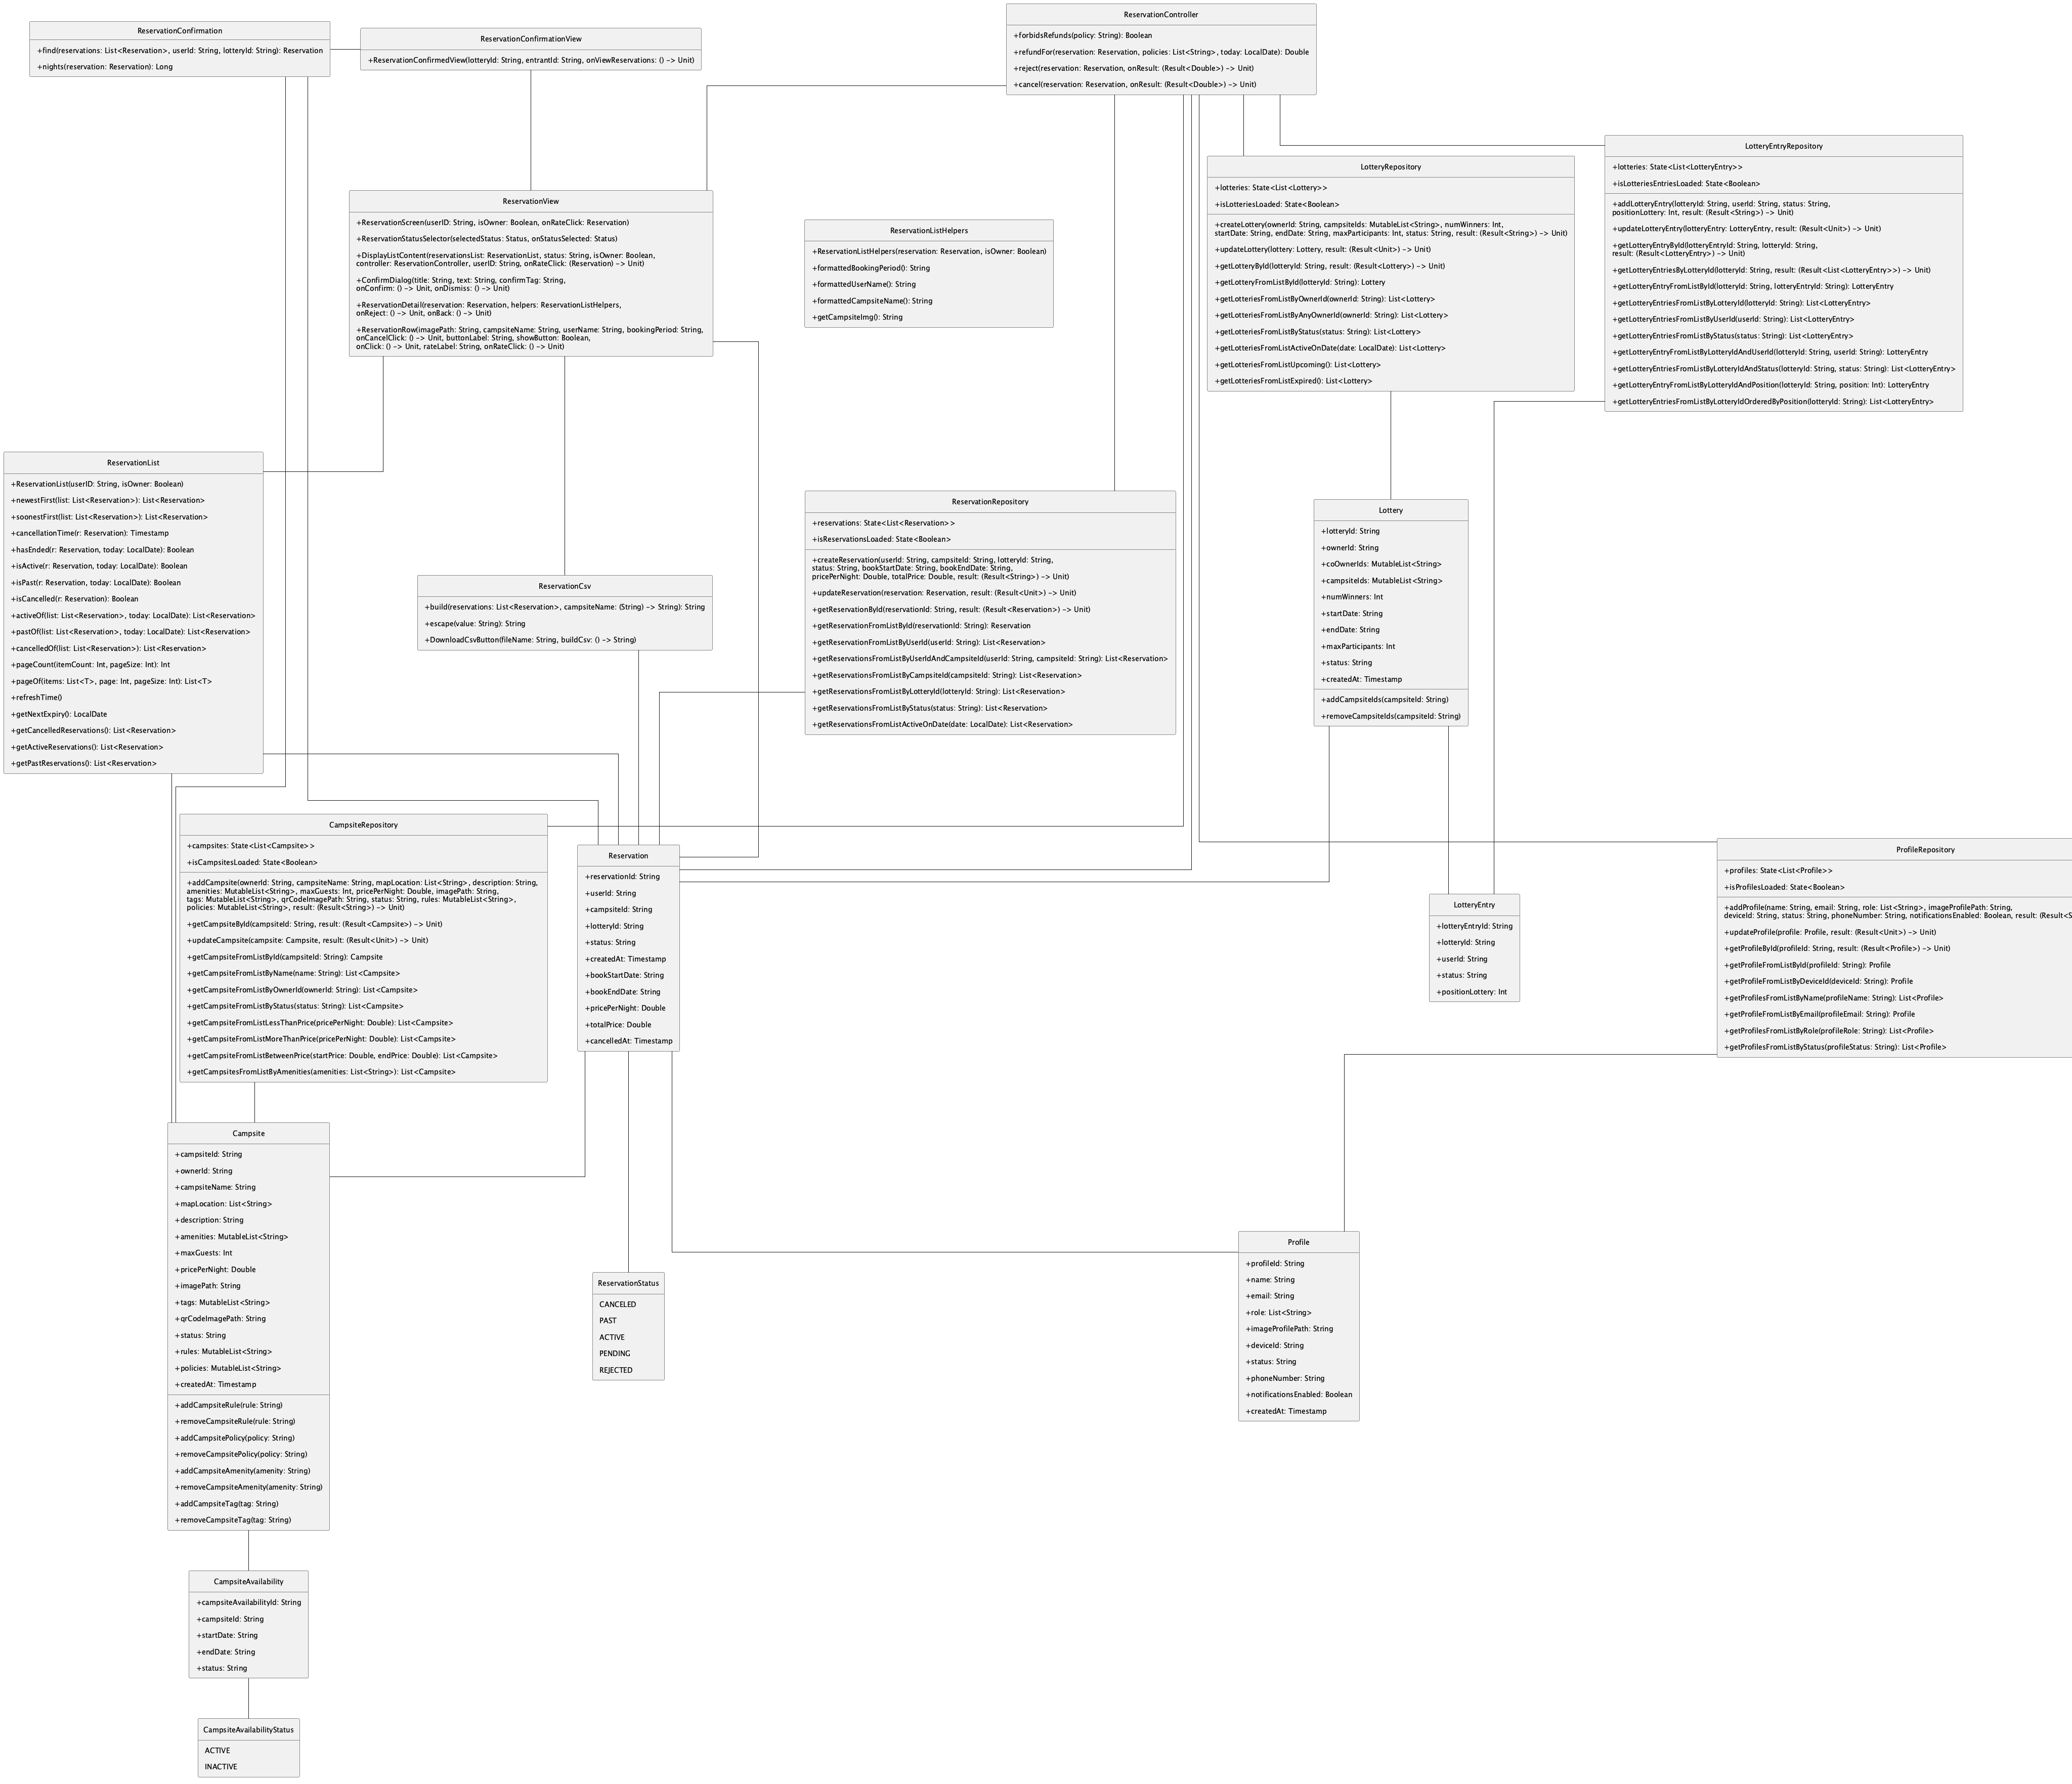 ReservationConfirmation
+find(reservations: List<Reservation>, userId: String, lotteryId: String): Reservation
+nights(reservation: Reservation): Long
ReservationConfirmationView
+ReservationConfirmedView(lotteryId: String, entrantId: String, onViewReservations: () -> Unit)
ReservationController
+forbidsRefunds(policy: String): Boolean
+refundFor(reservation: Reservation, policies: List<String>, today: LocalDate): Double
+reject(reservation: Reservation, onResult: (Result<Double>) -> Unit)
+cancel(reservation: Reservation, onResult: (Result<Double>) -> Unit)
ReservationView
+ReservationScreen(userID: String, isOwner: Boolean, onRateClick: Reservation)
+ReservationStatusSelector(selectedStatus: Status, onStatusSelected: Status)
+DisplayListContent(reservationsList: ReservationList, status: String, isOwner: Boolean,
controller: ReservationController, userID: String, onRateClick: (Reservation) -> Unit)
+ConfirmDialog(title: String, text: String, confirmTag: String,
onConfirm: () -> Unit, onDismiss: () -> Unit)
+ReservationDetail(reservation: Reservation, helpers: ReservationListHelpers,
onReject: () -> Unit, onBack: () -> Unit)
+ReservationRow(imagePath: String, campsiteName: String, userName: String, bookingPeriod: String,
onCancelClick: () -> Unit, buttonLabel: String, showButton: Boolean,
onClick: () -> Unit, rateLabel: String, onRateClick: () -> Unit)
ReservationListHelpers
+ReservationListHelpers(reservation: Reservation, isOwner: Boolean)
+formattedBookingPeriod(): String
+formattedUserName(): String
+formattedCampsiteName(): String
+getCampsiteImg(): String
LotteryRepository
+lotteries: State<List<Lottery>>
+isLotteriesLoaded: State<Boolean>
+createLottery(ownerId: String, campsiteIds: MutableList<String>, numWinners: Int,
startDate: String, endDate: String, maxParticipants: Int, status: String, result: (Result<String>) -> Unit)
+updateLottery(lottery: Lottery, result: (Result<Unit>) -> Unit)
+getLotteryById(lotteryId: String, result: (Result<Lottery>) -> Unit)
+getLotteryFromListById(lotteryId: String): Lottery
+getLotteriesFromListByOwnerId(ownerId: String): List<Lottery>
+getLotteriesFromListByAnyOwnerId(ownerId: String): List<Lottery>
+getLotteriesFromListByStatus(status: String): List<Lottery>
+getLotteriesFromListActiveOnDate(date: LocalDate): List<Lottery>
+getLotteriesFromListUpcoming(): List<Lottery>
+getLotteriesFromListExpired(): List<Lottery>
LotteryEntryRepository
+lotteries: State<List<LotteryEntry>>
+isLotteriesEntriesLoaded: State<Boolean>
+addLotteryEntry(lotteryId: String, userId: String, status: String,
positionLottery: Int, result: (Result<String>) -> Unit)
+updateLotteryEntry(lotteryEntry: LotteryEntry, result: (Result<Unit>) -> Unit)
+getLotteryEntryById(lotteryEntryId: String, lotteryId: String,
result: (Result<LotteryEntry>) -> Unit)
+getLotteryEntriesByLotteryId(lotteryId: String, result: (Result<List<LotteryEntry>>) -> Unit)
+getLotteryEntryFromListById(lotteryId: String, lotteryEntryId: String): LotteryEntry
+getLotteryEntriesFromListByLotteryId(lotteryId: String): List<LotteryEntry>
+getLotteryEntriesFromListByUserId(userId: String): List<LotteryEntry>
+getLotteryEntriesFromListByStatus(status: String): List<LotteryEntry>
+getLotteryEntryFromListByLotteryIdAndUserId(lotteryId: String, userId: String): LotteryEntry
+getLotteryEntriesFromListByLotteryIdAndStatus(lotteryId: String, status: String): List<LotteryEntry>
+getLotteryEntryFromListByLotteryIdAndPosition(lotteryId: String, position: Int): LotteryEntry
+getLotteryEntriesFromListByLotteryIdOrderedByPosition(lotteryId: String): List<LotteryEntry>
ReservationList
+ReservationList(userID: String, isOwner: Boolean)
+newestFirst(list: List<Reservation>): List<Reservation>
+soonestFirst(list: List<Reservation>): List<Reservation>
+cancellationTime(r: Reservation): Timestamp
+hasEnded(r: Reservation, today: LocalDate): Boolean
+isActive(r: Reservation, today: LocalDate): Boolean
+isPast(r: Reservation, today: LocalDate): Boolean
+isCancelled(r: Reservation): Boolean
+activeOf(list: List<Reservation>, today: LocalDate): List<Reservation>
+pastOf(list: List<Reservation>, today: LocalDate): List<Reservation>
+cancelledOf(list: List<Reservation>): List<Reservation>
+pageCount(itemCount: Int, pageSize: Int): Int
+pageOf(items: List<T>, page: Int, pageSize: Int): List<T>
+refreshTime()
+getNextExpiry(): LocalDate
+getCancelledReservations(): List<Reservation>
+getActiveReservations(): List<Reservation>
+getPastReservations(): List<Reservation>
ReservationCsv
+build(reservations: List<Reservation>, campsiteName: (String) -> String): String
+escape(value: String): String
+DownloadCsvButton(fileName: String, buildCsv: () -> String)
ReservationRepository
+reservations: State<List<Reservation>>
+isReservationsLoaded: State<Boolean>
+createReservation(userId: String, campsiteId: String, lotteryId: String,
status: String, bookStartDate: String, bookEndDate: String,
pricePerNight: Double, totalPrice: Double, result: (Result<String>) -> Unit)
+updateReservation(reservation: Reservation, result: (Result<Unit>) -> Unit)
+getReservationById(reservationId: String, result: (Result<Reservation>) -> Unit)
+getReservationFromListById(reservationId: String): Reservation
+getReservationFromListByUserId(userId: String): List<Reservation>
+getReservationsFromListByUserIdAndCampsiteId(userId: String, campsiteId: String): List<Reservation>
+getReservationsFromListByCampsiteId(campsiteId: String): List<Reservation>
+getReservationsFromListByLotteryId(lotteryId: String): List<Reservation>
+getReservationsFromListByStatus(status: String): List<Reservation>
+getReservationsFromListActiveOnDate(date: LocalDate): List<Reservation>
Lottery
+lotteryId: String
+ownerId: String
+coOwnerIds: MutableList<String>
+campsiteIds: MutableList<String>
+numWinners: Int
+startDate: String
+endDate: String
+maxParticipants: Int
+status: String
+createdAt: Timestamp
+addCampsiteIds(campsiteId: String)
+removeCampsiteIds(campsiteId: String)
CampsiteRepository
+campsites: State<List<Campsite>>
+isCampsitesLoaded: State<Boolean>
+addCampsite(ownerId: String, campsiteName: String, mapLocation: List<String>, description: String,
amenities: MutableList<String>, maxGuests: Int, pricePerNight: Double, imagePath: String,
tags: MutableList<String>, qrCodeImagePath: String, status: String, rules: MutableList<String>,
policies: MutableList<String>, result: (Result<String>) -> Unit)
+getCampsiteById(campsiteId: String, result: (Result<Campsite>) -> Unit)
+updateCampsite(campsite: Campsite, result: (Result<Unit>) -> Unit)
+getCampsiteFromListById(campsiteId: String): Campsite
+getCampsiteFromListByName(name: String): List<Campsite>
+getCampsiteFromListByOwnerId(ownerId: String): List<Campsite>
+getCampsiteFromListByStatus(status: String): List<Campsite>
+getCampsiteFromListLessThanPrice(pricePerNight: Double): List<Campsite>
+getCampsiteFromListMoreThanPrice(pricePerNight: Double): List<Campsite>
+getCampsiteFromListBetweenPrice(startPrice: Double, endPrice: Double): List<Campsite>
+getCampsitesFromListByAmenities(amenities: List<String>): List<Campsite>
Reservation
+reservationId: String
+userId: String
+campsiteId: String
+lotteryId: String
+status: String
+createdAt: Timestamp
+bookStartDate: String
+bookEndDate: String
+pricePerNight: Double
+totalPrice: Double
+cancelledAt: Timestamp
LotteryEntry
+lotteryEntryId: String
+lotteryId: String
+userId: String
+status: String
+positionLottery: Int
ProfileRepository
+profiles: State<List<Profile>>
+isProfilesLoaded: State<Boolean>
+addProfile(name: String, email: String, role: List<String>, imageProfilePath: String,
deviceId: String, status: String, phoneNumber: String, notificationsEnabled: Boolean, result: (Result<S
+updateProfile(profile: Profile, result: (Result<Unit>) -> Unit)
+getProfileById(profileId: String, result: (Result<Profile>) -> Unit)
+getProfileFromListById(profileId: String): Profile
+getProfileFromListByDeviceId(deviceId: String): Profile
+getProfilesFromListByName(profileName: String): List<Profile>
+getProfileFromListByEmail(profileEmail: String): Profile
+getProfilesFromListByRole(profileRole: String): List<Profile>
+getProfilesFromListByStatus(profileStatus: String): List<Profile>
Campsite
+campsiteId: String
+ownerId: String
+campsiteName: String
+mapLocation: List<String>
+description: String
+amenities: MutableList<String>
+maxGuests: Int
+pricePerNight: Double
+imagePath: String
+tags: MutableList<String>
+qrCodeImagePath: String
+status: String
+rules: MutableList<String>
+policies: MutableList<String>
+createdAt: Timestamp
+addCampsiteRule(rule: String)
+removeCampsiteRule(rule: String)
+addCampsitePolicy(policy: String)
+removeCampsitePolicy(policy: String)
+addCampsiteAmenity(amenity: String)
+removeCampsiteAmenity(amenity: String)
+addCampsiteTag(tag: String)
+removeCampsiteTag(tag: String)
ReservationStatus
CANCELED
PAST
ACTIVE
PENDING
REJECTED
Profile
+profileId: String
+name: String
+email: String
+role: List<String>
+imageProfilePath: String
+deviceId: String
+status: String
+phoneNumber: String
+notificationsEnabled: Boolean
+createdAt: Timestamp
CampsiteAvailability
+campsiteAvailabilityId: String
+campsiteId: String
+startDate: String
+endDate: String
+status: String
CampsiteAvailabilityStatus
ACTIVE
INACTIVE